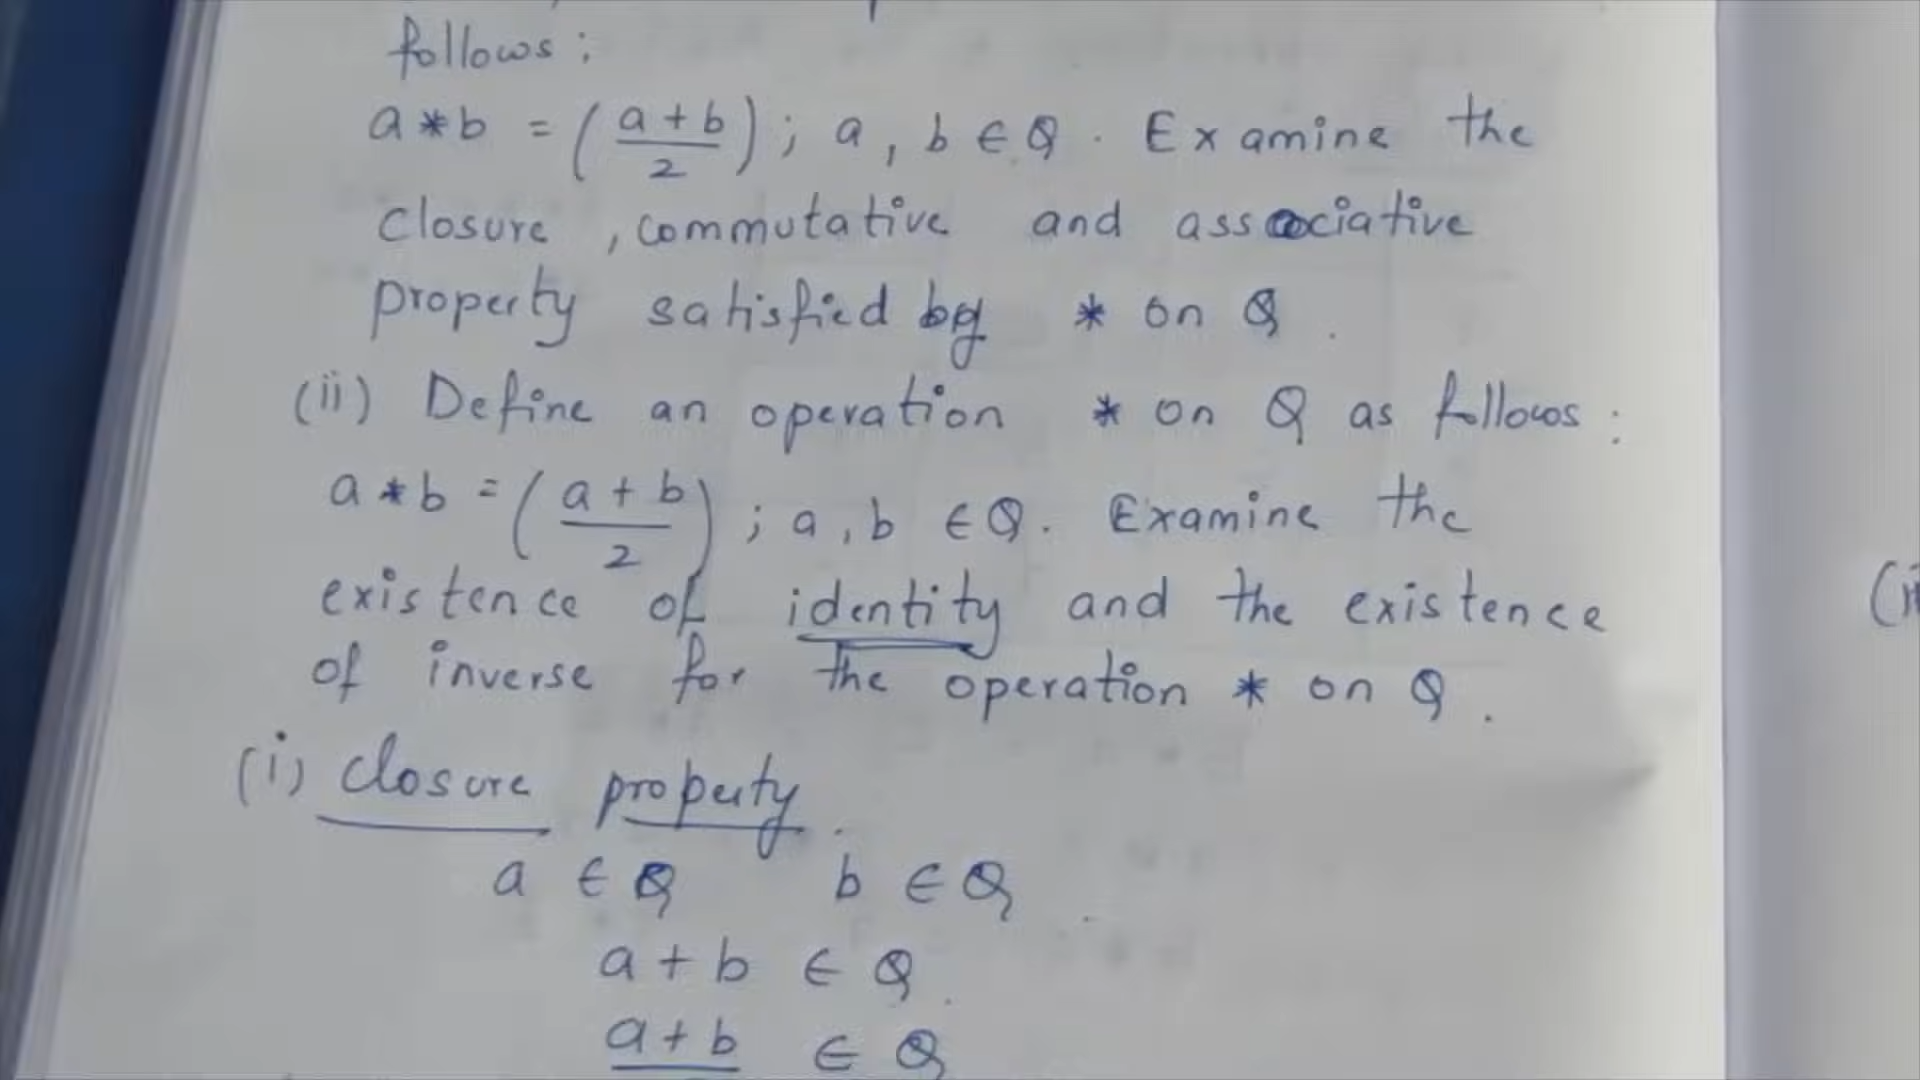 follows:
a * b = (a + b / 2); a, b ∈ Q. Examine the
closure, commutative and associative
property satisfied by * on Q.
(ii) Define an operation * on Q as follows:
a * b = (a + b / 2); a, b ∈ Q. Examine the
existence of identity and the existence
of inverse for the operation * on Q.
(i) closure property.
a ∈ Q b ∈ Q
a + b ∈ Q
a + b ∈ Q